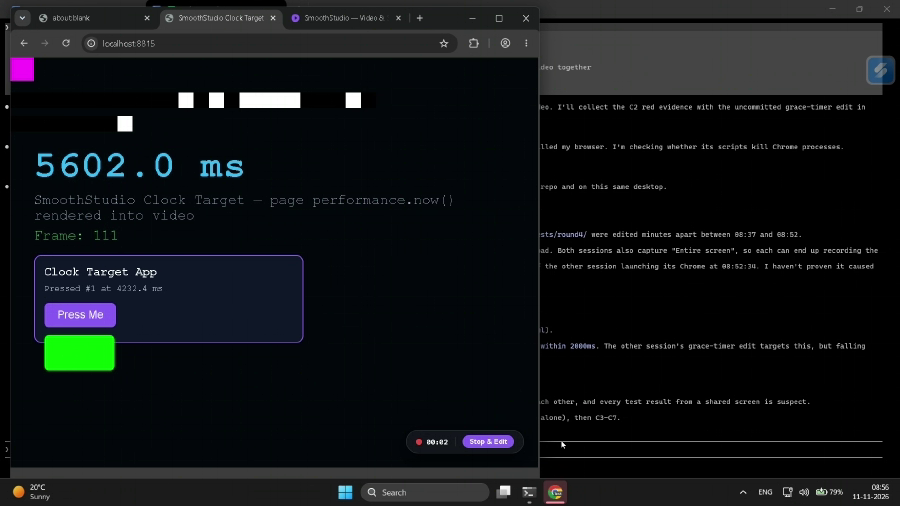 about:blank
SmoothStudio Clock Target
SmoothStudio — Video &
localhost:8815
5602.0 ms
SmoothStudio Clock Target — page performance.now()
rendered into video
Frame: 111
Clock Target App
Pressed #1 at 4232.4 ms
Press Me
00:02
Stop & Edit
deo together
deo. I'll collect the C2 red evidence with the uncommitted grace-timer edit in
lled my browser. I'm checking whether its scripts kill Chrome processes.
repo and on this same desktop.
sts/round4/ were edited minutes apart between 08:37 and 08:52.
ad. Both sessions also capture "Entire screen", so each can end up recording the
the other session launching its Chrome at 08:52:34. I haven't proven it caused
al].
within 2000ms. The other session's grace-timer edit targets this, but falling
ach other, and every test result from a shared screen is suspect.
alone), then C3–C7.
20°C
Sunny
Search
ENG
79%
08:56
11-11-2026